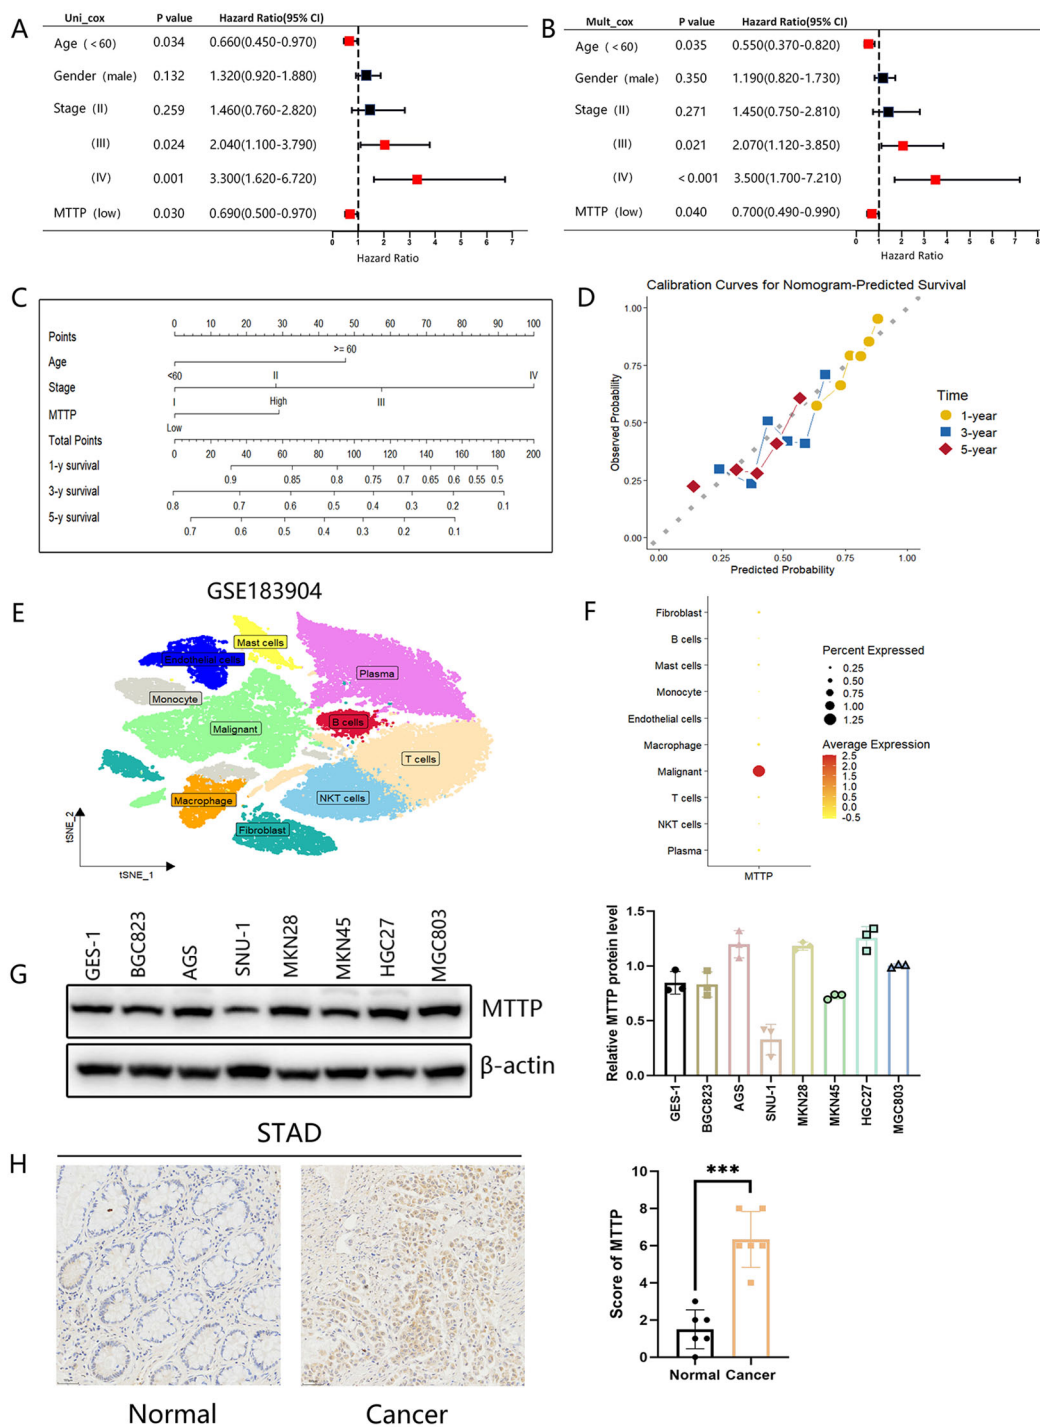 A
Uni_cox P value Hazard Ratio(95% CI)
Age (<60) 0.034 0.660(0.450-0.970)
Gender (male) 0.132 1.320(0.920-1.880)
Stage (II) 0.259 1.460(0.760-2.820)
(III) 0.024 2.040(1.100-3.790)
(IV) 0.001 3.300(1.620-6.720)
MTTP (low) 0.030 0.690(0.500-0.970)
0 1 2 3 4 5 6 7
Hazard Ratio
B
Mult_cox P value Hazard Ratio(95% CI)
Age (<60) 0.035 0.550(0.370-0.820)
Gender (male) 0.350 1.190(0.820-1.730)
Stage (II) 0.271 1.450(0.750-2.810)
(III) 0.021 2.070(1.120-3.850)
(IV) <0.001 3.500(1.700-7.210)
MTTP (low) 0.040 0.700(0.490-0.990)
0 1 2 3 4 5 6 7 8
Hazard Ratio
C
Points 0 10 20 30 40 50 60 70 80 90 100
>= 60
Age
<60 II IV
Stage
I High III
MTTP
Low
Total Points 0 20 40 60 80 100 120 140 160 180 200
1-y survival
0.9 0.85 0.8 0.75 0.7 0.65 0.6 0.55 0.5
3-y survival
0.8 0.7 0.6 0.5 0.4 0.3 0.2 0.1
5-y survival
0.7 0.6 0.5 0.4 0.3 0.2 0.1
D
Calibration Curves for Nomogram-Predicted Survival
Observed Probability
1.00
0.75
0.50
0.25
0.00
0.00 0.25 0.50 0.75 1.00
Predicted Probability
Time
1-year
3-year
5-year
E
GSE183904
Mast cells
Endothelial cells
Plasma
Monocyte
B cells
Malignant
T cells
Macrophage
NKT cells
Fibroblast
tSNE_2
tSNE_1
F
Fibroblast
B cells
Mast cells
Monocyte
Endothelial cells
Macrophage
Malignant
T cells
NKT cells
Plasma
MTTP
Percent Expressed
0.25
0.50
0.75
1.00
1.25
Average Expression
2.5
2.0
1.5
1.0
0.5
0.0
-0.5
G
GES-1 BGC823 AGS SNU-1 MKN28 MKN45 HGC27 MGC803
MTTP
β-actin
Relative MTTP protein level
1.5
1.0
0.5
0.0
GES-1 BGC823 AGS SNU-1 MKN28 MKN45 HGC27 MGC803
H
STAD
Normal Cancer
Score of MTTP
10
8
6
4
2
0
***
Normal Cancer